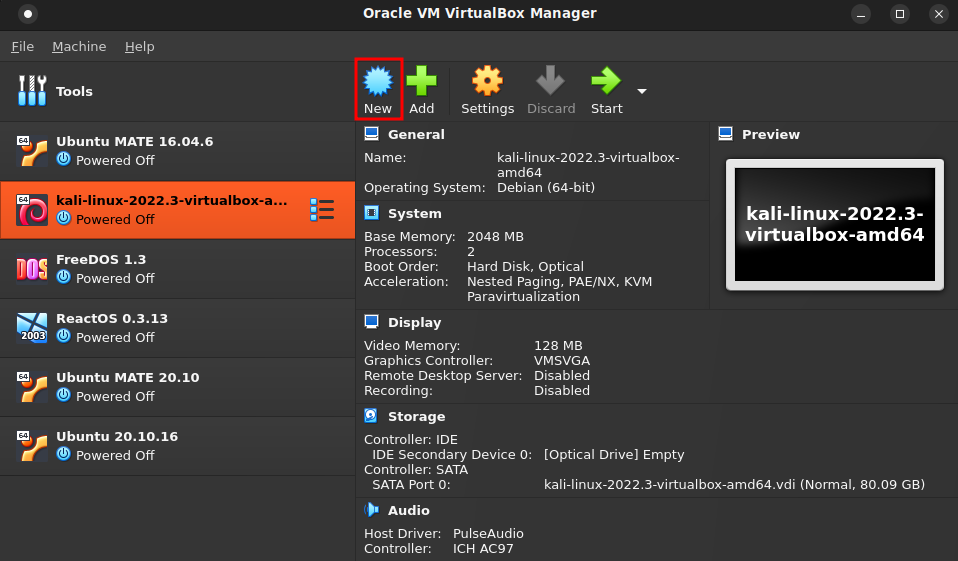 Oracle VM VirtualBox Manager
File Machine Help
Tools
New Add Settings Discard Start
64
Ubuntu MATE 16.04.6
Powered Off
64
kali-linux-2022.3-virtualbox-a...
Powered Off
DOS
FreeDOS 1.3
Powered Off
2003
ReactOS 0.3.13
Powered Off
64
Ubuntu MATE 20.10
Powered Off
64
Ubuntu 20.10.16
Powered Off
General
Name: kali-linux-2022.3-virtualbox-
amd64
Operating System: Debian (64-bit)
System
Base Memory: 2048 MB
Processors: 2
Boot Order: Hard Disk, Optical
Acceleration: Nested Paging, PAE/NX, KVM
Paravirtualization
Preview
kali-linux-2022.3-
virtualbox-amd64
Display
Video Memory: 128 MB
Graphics Controller: VMSVGA
Remote Desktop Server: Disabled
Recording: Disabled
Storage
Controller: IDE
IDE Secondary Device 0: [Optical Drive] Empty
Controller: SATA
SATA Port 0: kali-linux-2022.3-virtualbox-amd64.vdi (Normal, 80.09 GB)
Audio
Host Driver: PulseAudio
Controller: ICH AC97